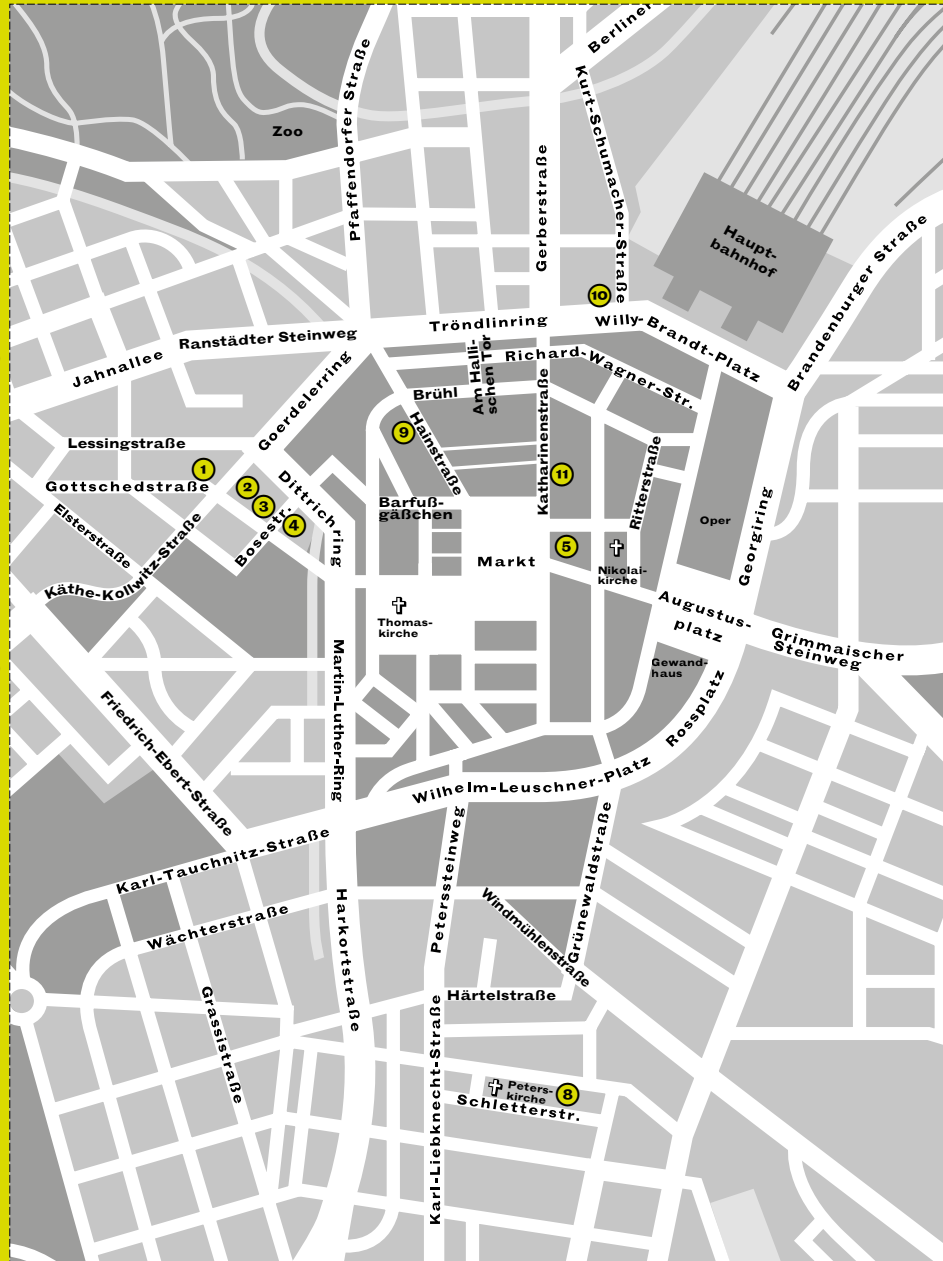 Berliner
Pfaffendorfer Straße
Zoo
Kurt-Schumacher-Straße
Gerberstraße
Haupt-
bahnhof
Brandenburger Straße
10
Tröndlinring
Willy-Brandt-Platz
Ranstädter Steinweg
Jahnallee
Am Halli-
schen Tor
Richard-Wagner-Str.
Brühl
Goerdelerring
Hainstraße
9
Lessingstraße
1
Gottschedstraße
2
3
4
Dittrichring
Bosestr.
Katharinenstraße
11
Ritterstraße
Barfuß-
gäßchen
Elsterstraße
Käthe-Kollwitz-Straße
Markt
5
Nikolai-
kirche
Oper
Georgiring
Thomas-
kirche
Augustus-
platz
Grimmaischer
Steinweg
Gewand-
haus
Rossplatz
Martin-Luther-Ring
Friedrich-Ebert-Straße
Wilhelm-Leuschner-Platz
Karl-Tauchnitz-Straße
Peterssteinweg
Grünewaldstraße
Windmühlenstraße
Wächterstraße
Harkortstraße
Grassistraße
Härtelstraße
Karl-Liebknecht-Straße
Peters-
kirche
8
Schletterstr.